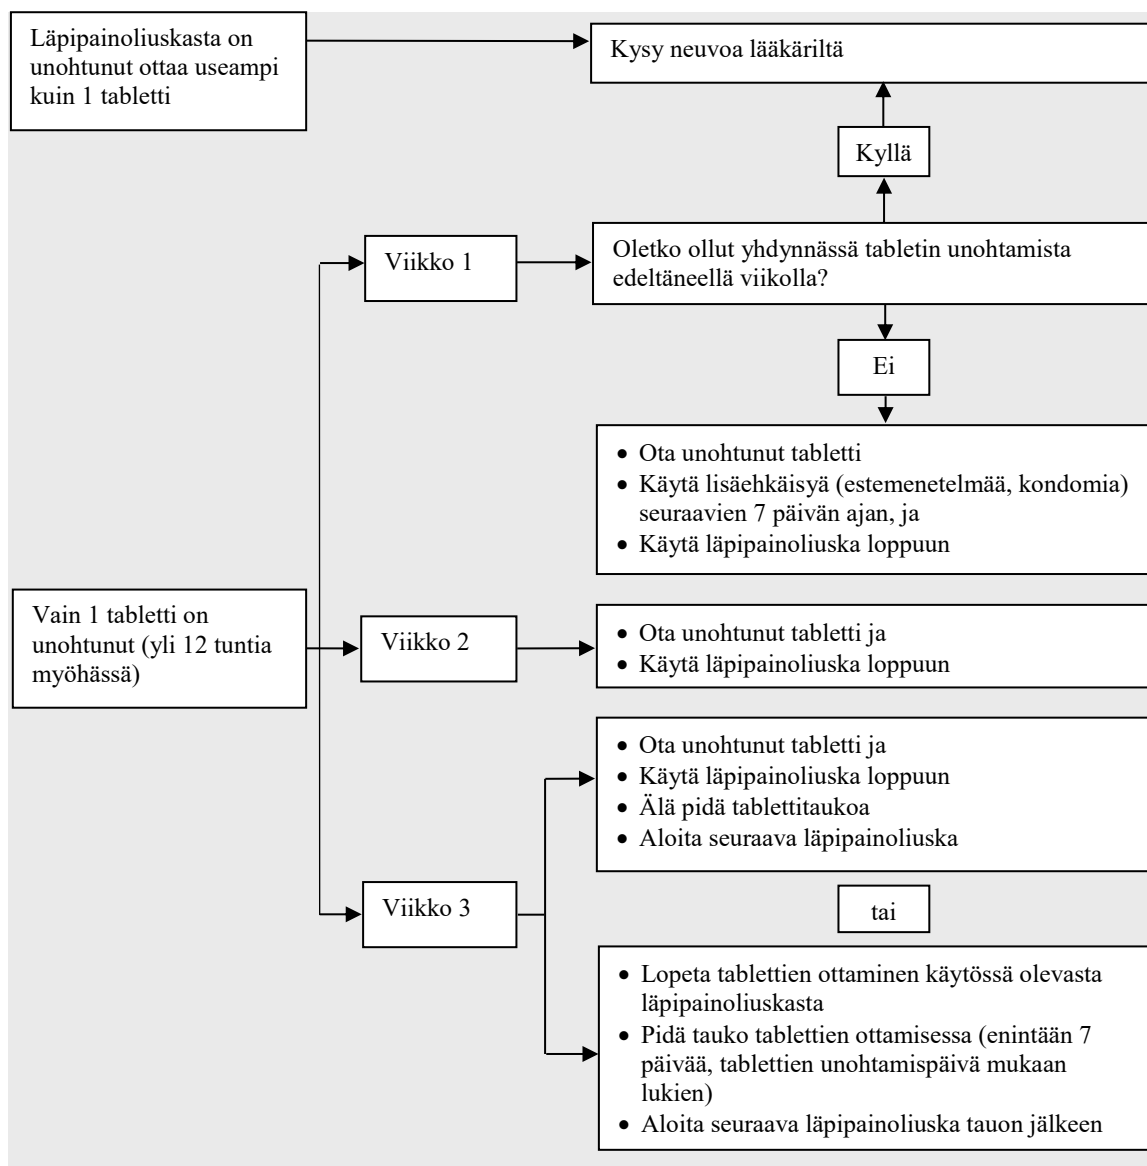 Läpipainoliuskasta on
unohtunut ottaa useampi
kuin 1 tabletti
Kysy neuvoa lääkäriltä
Kyllä
Viikko 1
Oletko ollut yhdynnässä tabletin unohtamista
edeltäneellä viikolla?
Ei
• Ota unohtunut tabletti
• Käytä lisäehkäisyä (estemenetelmää, kondomia)
seuraavien 7 päivän ajan, ja
• Käytä läpipainoliuska loppuun
Vain 1 tabletti on
unohtunut (yli 12 tuntia
myöhässä)
Viikko 2
• Ota unohtunut tabletti ja
• Käytä läpipainoliuska loppuun
• Ota unohtunut tabletti ja
• Käytä läpipainoliuska loppuun
• Älä pidä tablettitaukoa
• Aloita seuraava läpipainoliuska
Viikko 3
tai
• Lopeta tablettien ottaminen käytössä olevasta
läpipainoliuskasta
• Pidä tauko tablettien ottamisessa (enintään 7
päivää, tablettien unohtamispäivä mukaan
lukien)
• Aloita seuraava läpipainoliuska tauon jälkeen